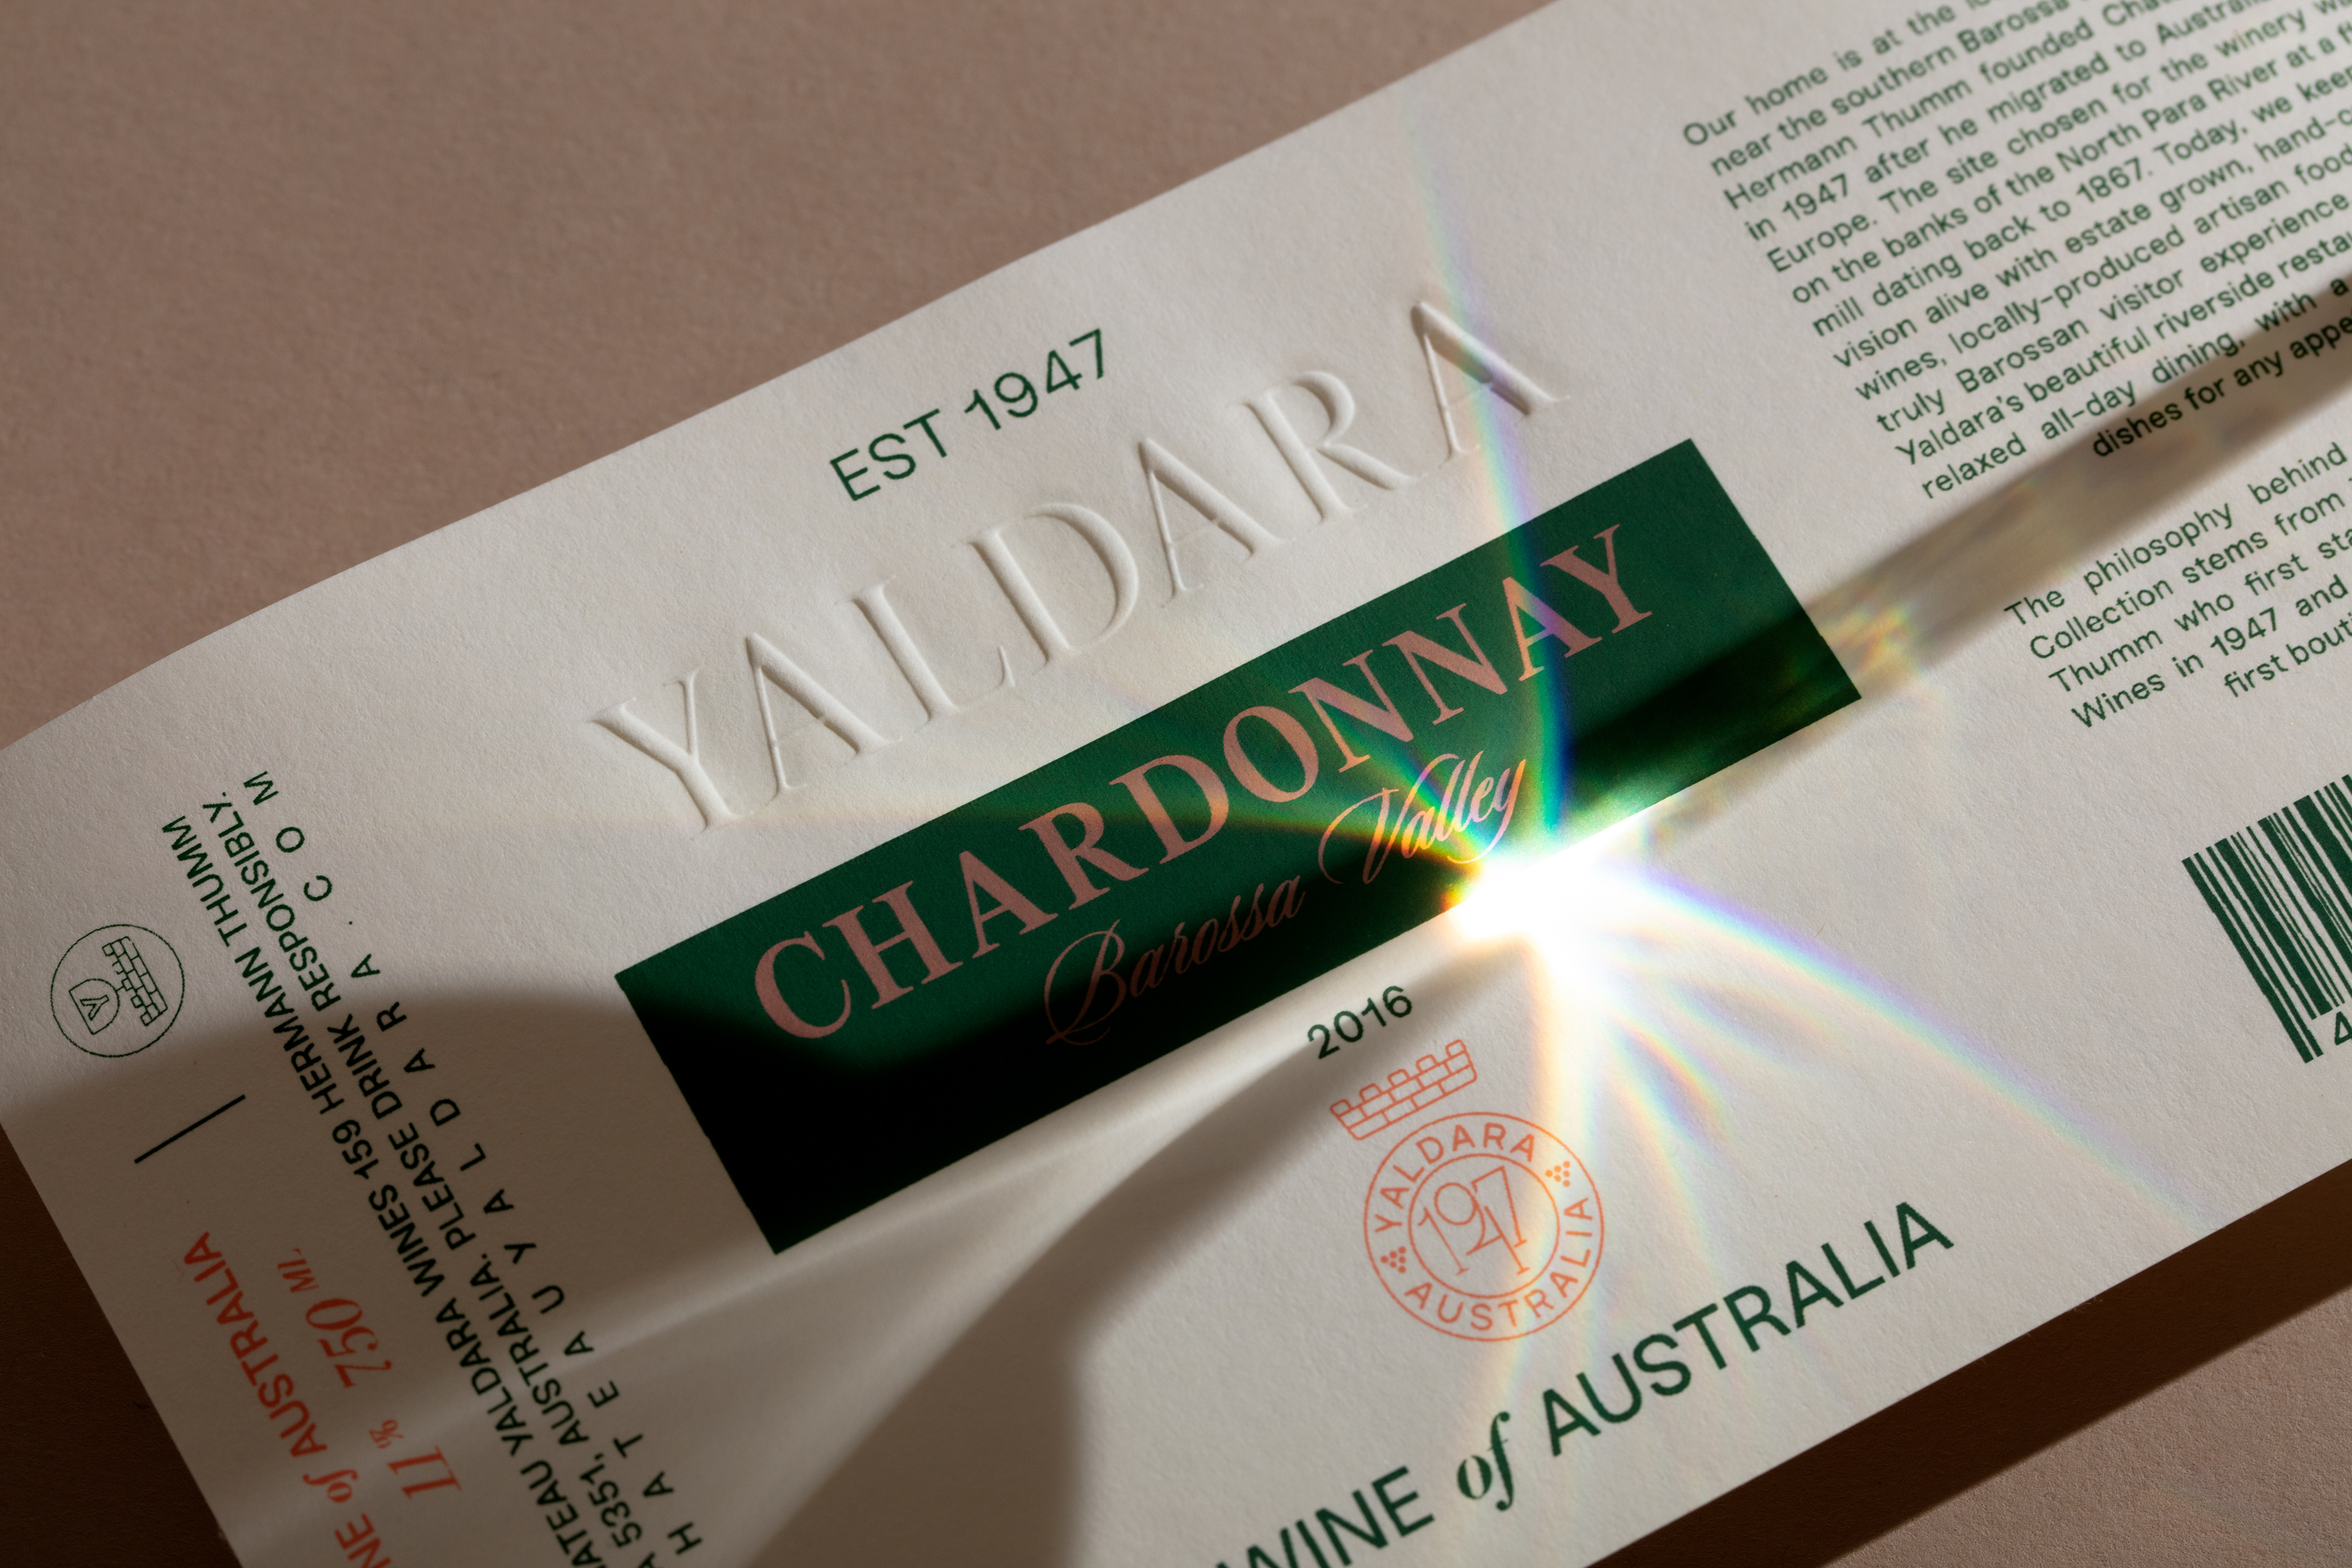 EST 1947
YALDARA
CHARDONNAY
Barossa Valley
2016
YALDARA
1947
AUSTRALIA
WINE of AUSTRALIA
Our home is at the
near the southern Barossa
Hermann Thumm founded
in 1947 after he migrated to Australia
Europe. The site chosen for the winery
on the banks of the North Para River at a
mill dating back to 1867. Today, we keep
vision alive with estate grown,
wines, locally-produced artisan food
truly Barossan visitor experience
Yaldara's beautiful riverside
relaxed all-day dining, with a
dishes for any
The philosophy behind
Collection stems from
Thumm who first
Wines in 1947 and
first
4
Y
YALDARA WINES 159 HERMANN THUMM
5351, AUSTRALIA. PLEASE DRINK RESPONSIBLY.
H A T E A U Y A L D A R A . C O M
of AUSTRALIA
11% 750 ML